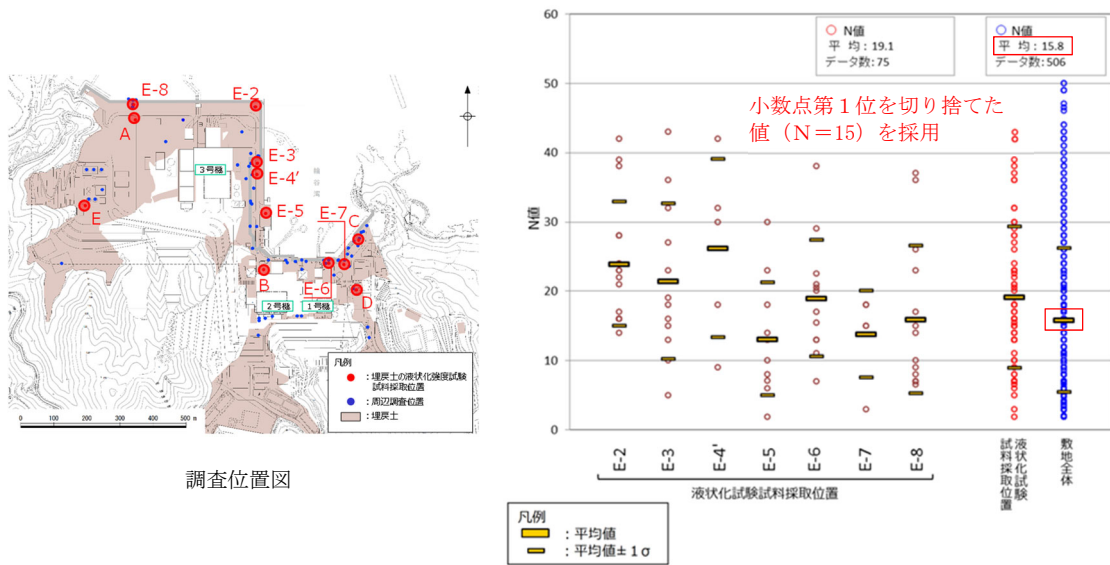 E-8
E-2
A
E-3
E-4'
3号機
E
E-5
E-7
C
B
E-6
D
2号機
1号機
凡例
：埋戻土の液状化強度試験
試料採取位置
：周辺調査位置
：埋戻土
0 100 200 300 400 500 m
調査位置図
60
50
40
30
20
10
0
N値
N値
平 均：19.1
データ数：75
N値
平 均：15.8
データ数：506
小数点第１位を切り捨てた
値（N＝15）を採用
E-2
E-3
E-4'
E-5
E-6
E-7
E-8
液状化試験試料採取位置
液状化試験
試料採取位置
敷地全体
凡例
：平均値
：平均値±１σ